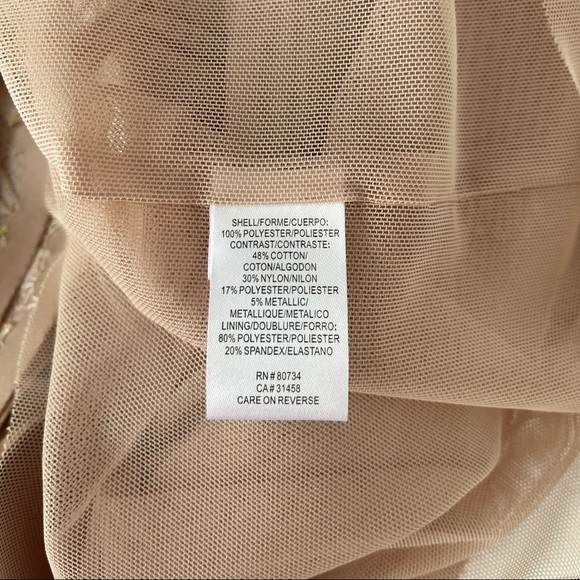 SHELL/FORME/CUERPO:
100% POLYESTER/POLIESTER
CONTRAST/CONTRASTE:
48% COTTON/
COTON/ALGODON
30% NYLON/NILON
17% POLYESTER/POLIESTER
5% METALLIC/
METALLIQUE/METALICO
LINING/DOUBLURE/FORRO:
80% POLYESTER/POLIESTER
20% SPANDEX/ELASTANO
RN # 80734
CA # 31458
CARE ON REVERSE